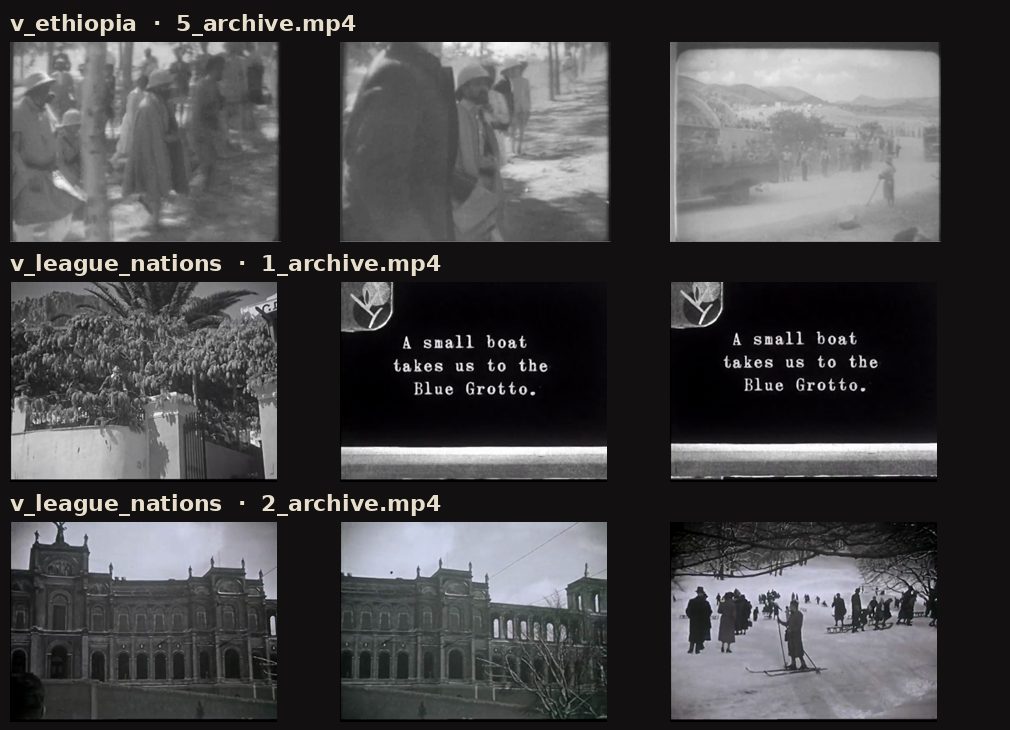 v_ethiopia · 5_archive.mp4
v_league_nations · 1_archive.mp4
A small boat
takes us to the
Blue Grotto.
A small boat
takes us to the
Blue Grotto.
v_league_nations · 2_archive.mp4